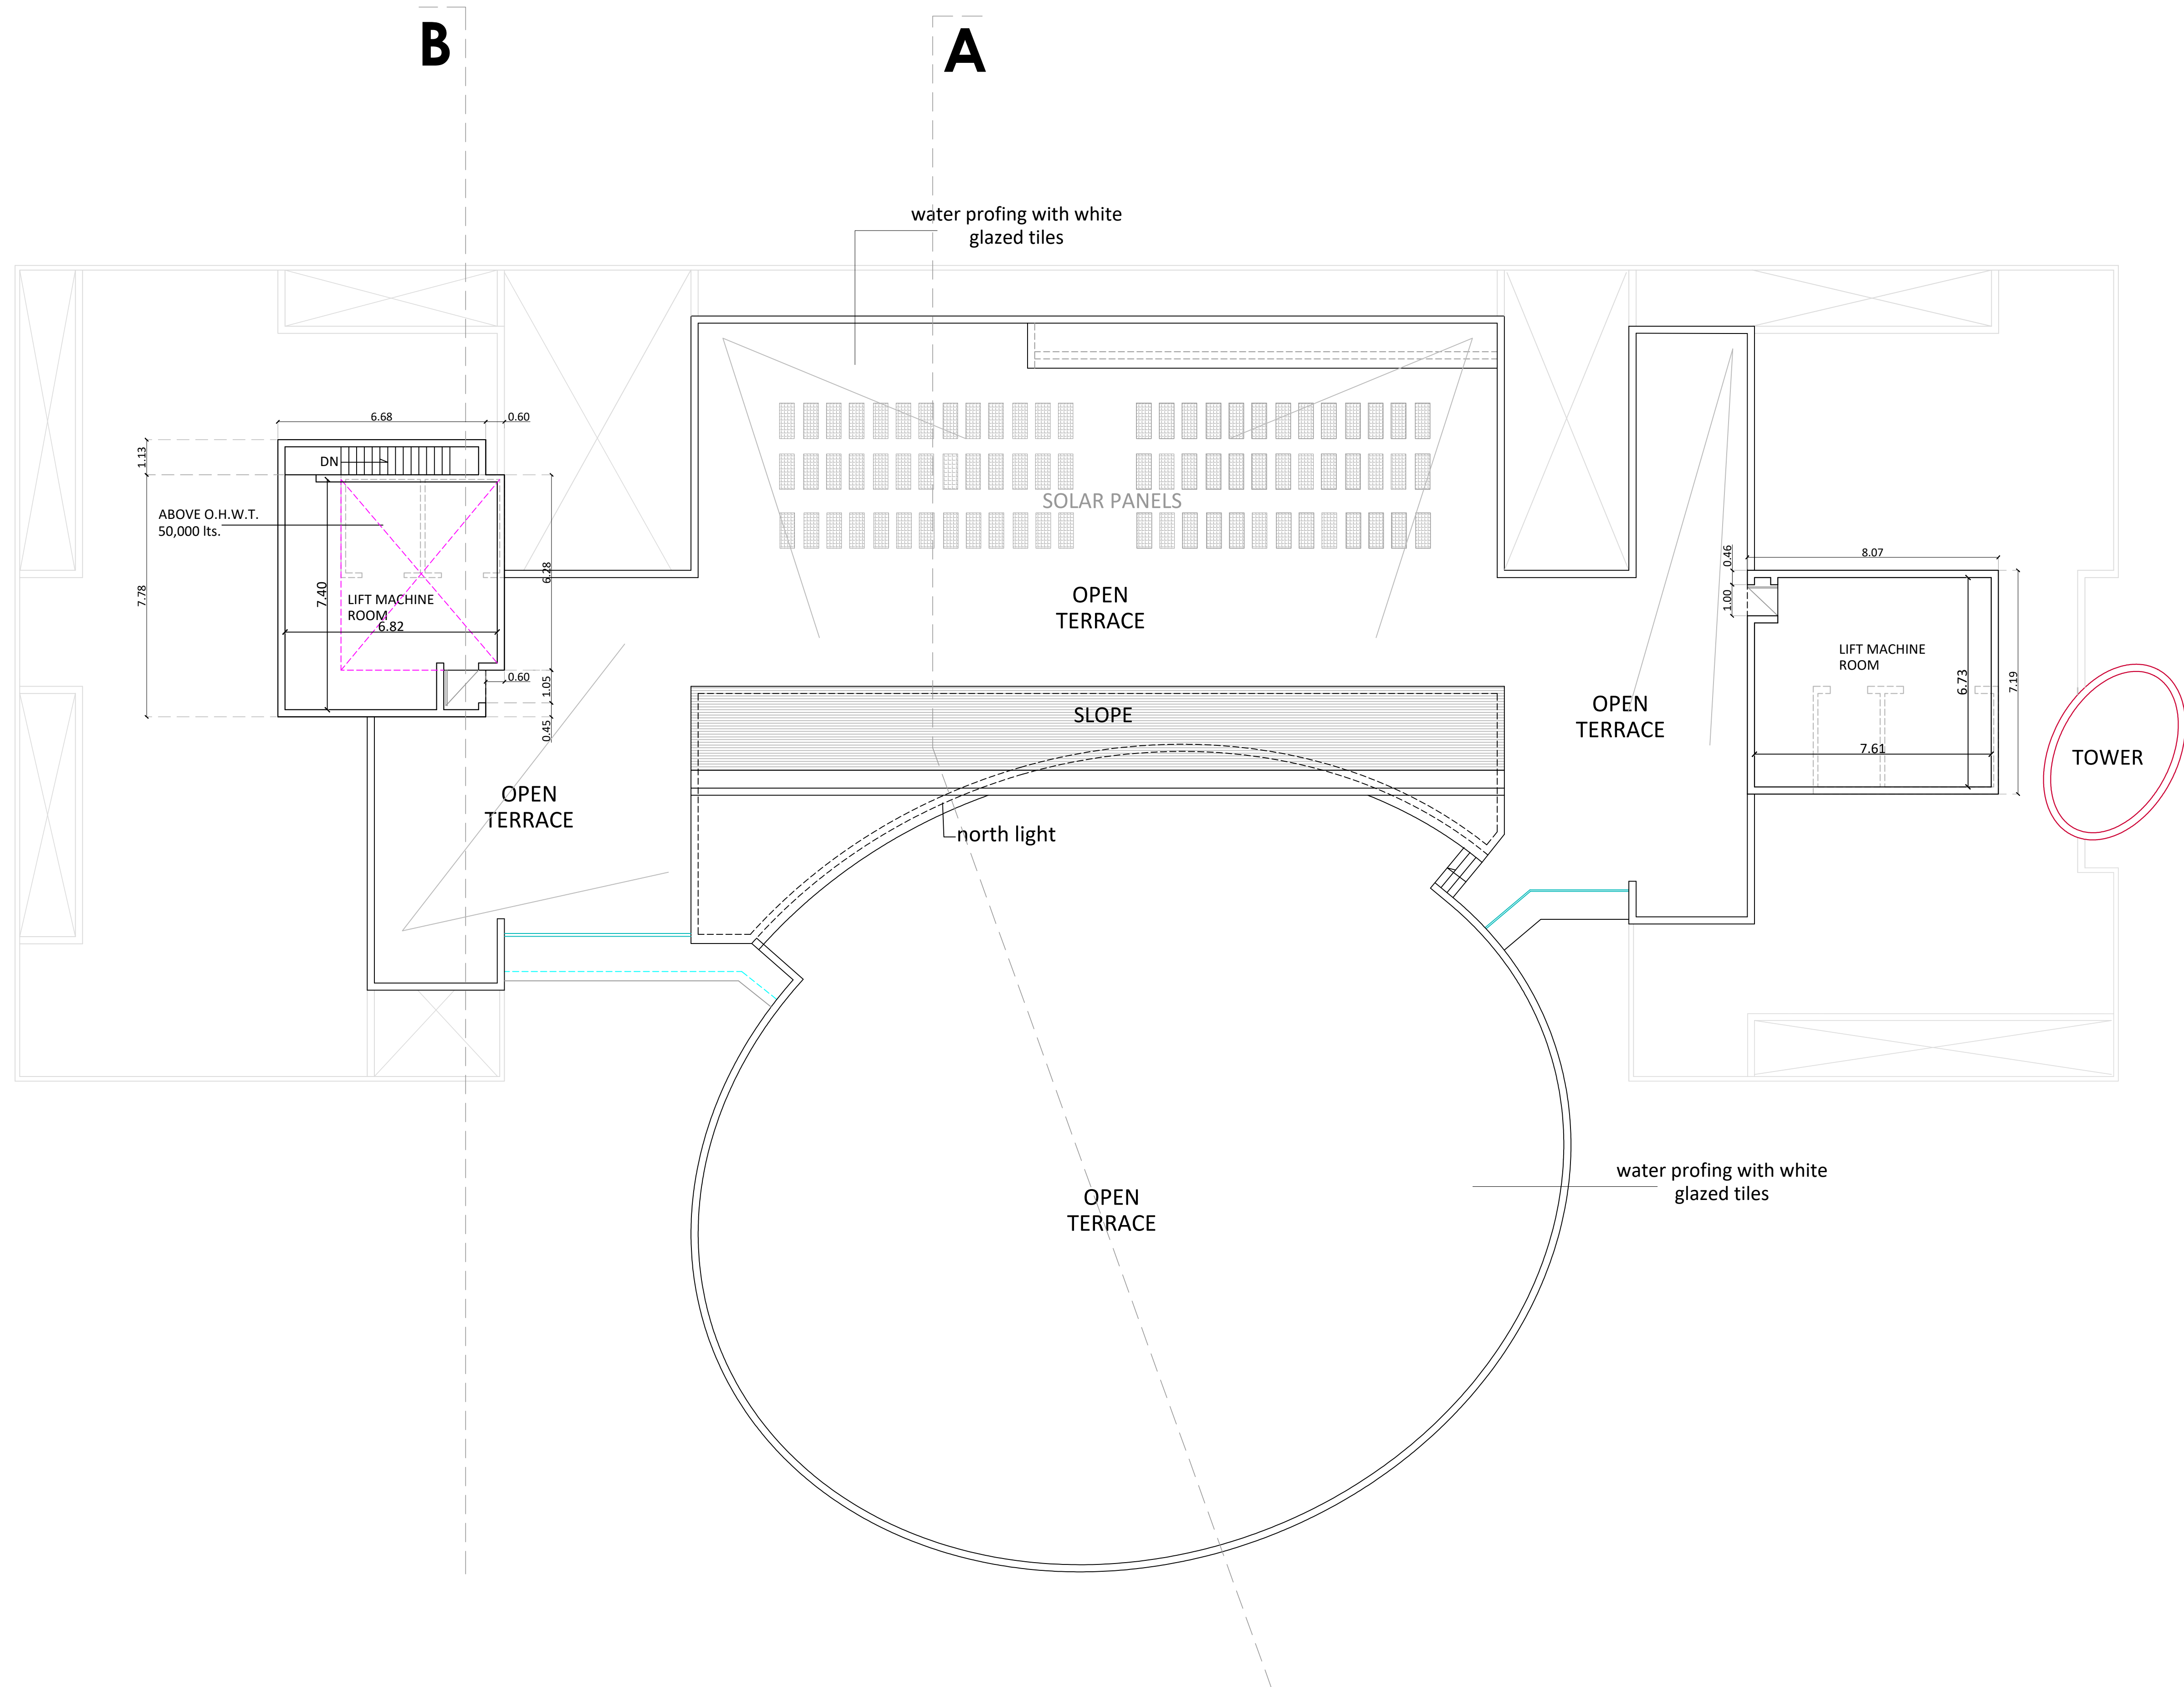 B
A
water profing with white
glazed tiles
6.68
0.60
1.13
DN
7.78
ABOVE O.H.W.T.
50,000 lts.
7.40
LIFT MACHINE
ROOM
6.82
6.28
0.60
1.05
0.45
SOLAR PANELS
OPEN
TERRACE
SLOPE
north light
OPEN
TERRACE
OPEN
TERRACE
0.46
1.00
8.07
LIFT MACHINE
ROOM
6.73
7.19
7.61
TOWER
OPEN
TERRACE
water profing with white
glazed tiles